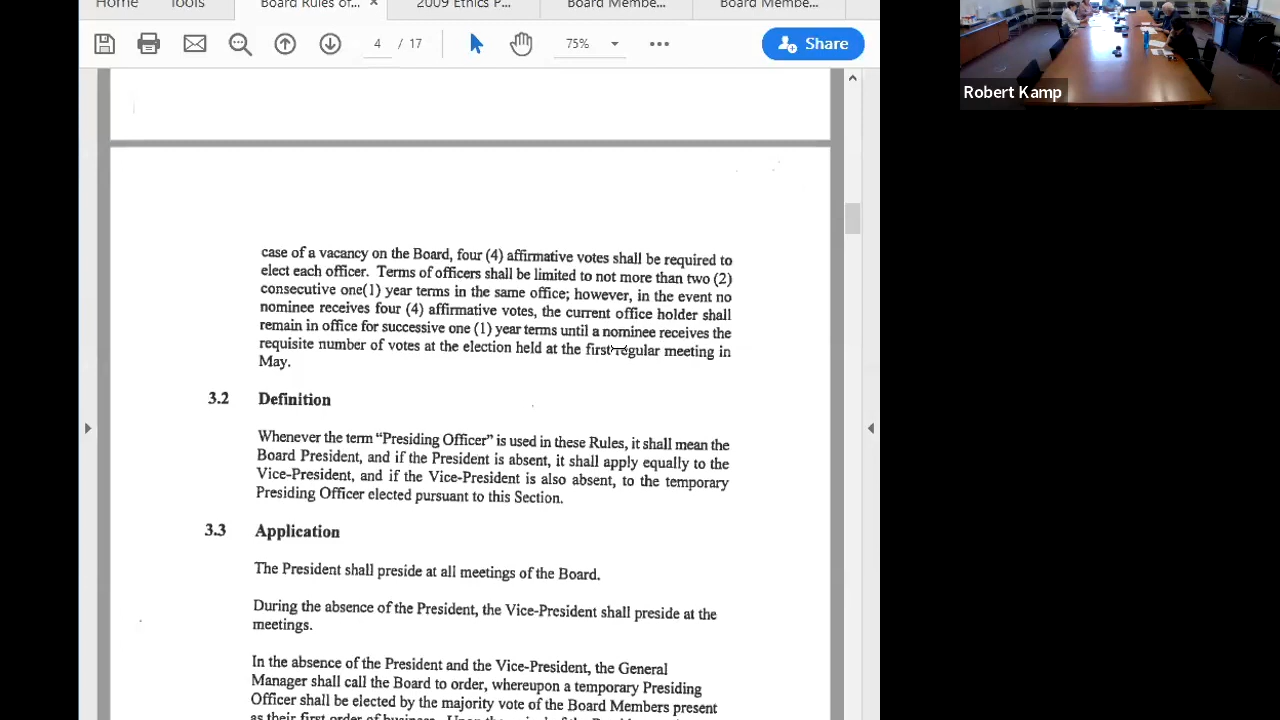 Home
Tools
Board Rules of... ×
2009 Ethics P...
Board Membe...
Board Membe...
4 / 17
75%
Share
Robert Kamp
case of a vacancy on the Board, four (4) affirmative votes shall be required to
elect each officer. Terms of officers shall be limited to not more than two (2)
consecutive one(1) year terms in the same office; however, in the event no
nominee receives four (4) affirmative votes, the current office holder shall
remain in office for successive one (1) year terms until a nominee receives the
requisite number of votes at the election held at the first regular meeting in
May.
3.2 Definition
Whenever the term “Presiding Officer” is used in these Rules, it shall mean the
Board President, and if the President is absent, it shall apply equally to the
Vice-President, and if the Vice-President is also absent, to the temporary
Presiding Officer elected pursuant to this Section.
3.3 Application
The President shall preside at all meetings of the Board.
During the absence of the President, the Vice-President shall preside at the
meetings.
In the absence of the President and the Vice-President, the General
Manager shall call the Board to order, whereupon a temporary Presiding
Officer shall be elected by the majority vote of the Board Members present
as their first order of business.